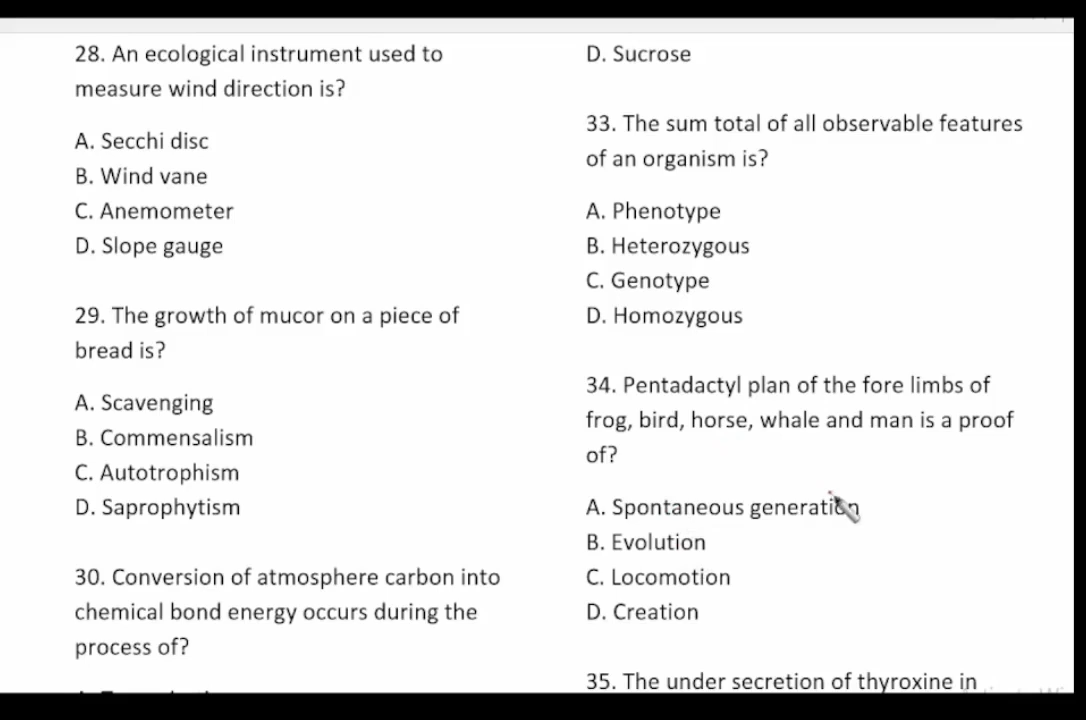 28. An ecological instrument used to
measure wind direction is?
A. Secchi disc
B. Wind vane
C. Anemometer
D. Slope gauge
29. The growth of mucor on a piece of
bread is?
A. Scavenging
B. Commensalism
C. Autotrophism
D. Saprophytism
30. Conversion of atmosphere carbon into
chemical bond energy occurs during the
process of?
D. Sucrose
33. The sum total of all observable features
of an organism is?
A. Phenotype
B. Heterozygous
C. Genotype
D. Homozygous
34. Pentadactyl plan of the fore limbs of
frog, bird, horse, whale and man is a proof
of?
A. Spontaneous generation
B. Evolution
C. Locomotion
D. Creation
35. The under secretion of thyroxine in